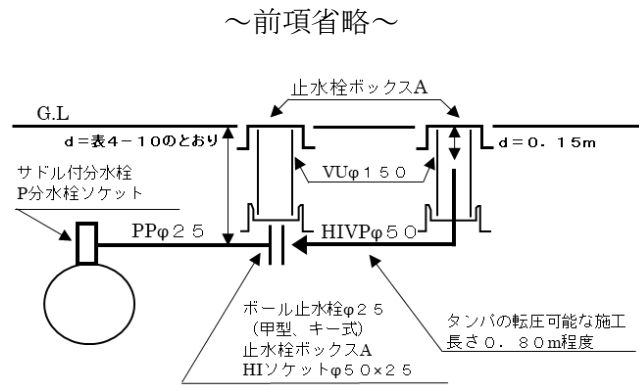 ～前項省略～
止水栓ボックスA
G.L
d＝表4－10のとおり
d＝0．15m
サドル付分水栓
P分水栓ソケット
VUφ150
PPφ25
HIVPφ50
ボール止水栓φ25
（甲型、キー式）
止水栓ボックスA
HIソケットφ50×25
タンパの転圧可能な施工
長さ0．80m程度